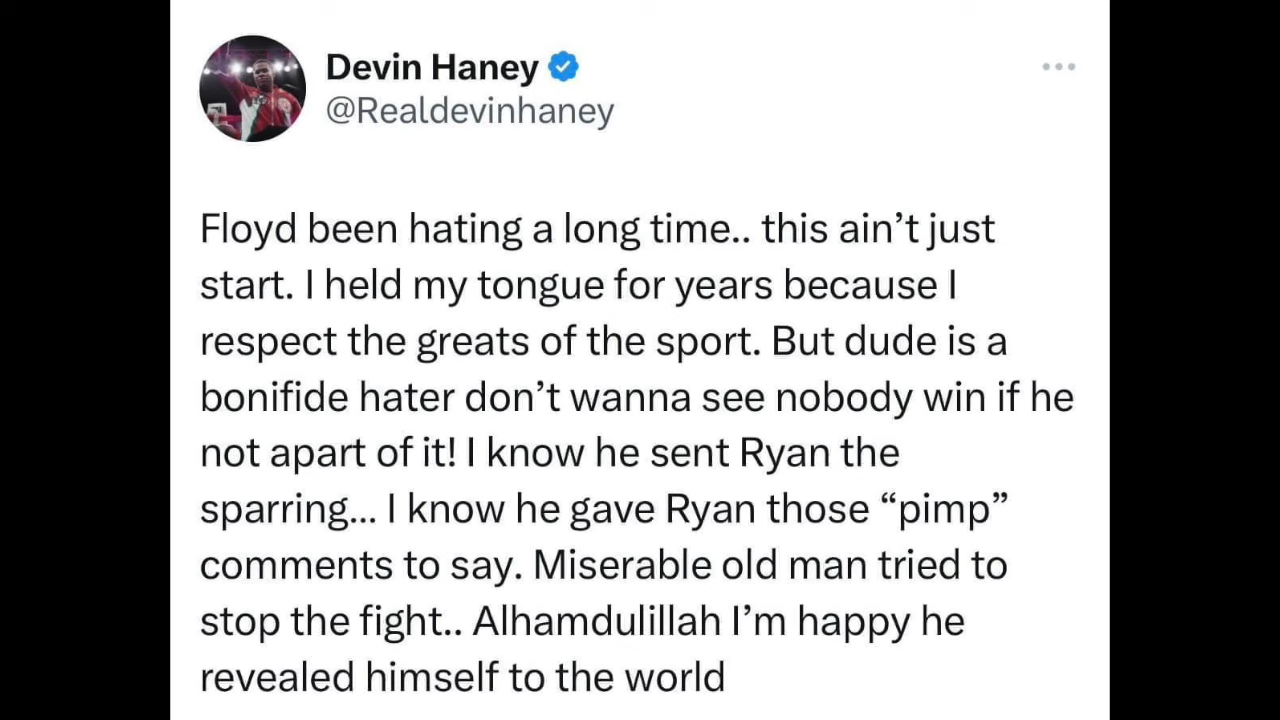 Devin Haney
@Realdevinhaney
Floyd been hating a long time.. this ain’t just
start. I held my tongue for years because I
respect the greats of the sport. But dude is a
bonifide hater don’t wanna see nobody win if he
not apart of it! I know he sent Ryan the
sparring... I know he gave Ryan those “pimp”
comments to say. Miserable old man tried to
stop the fight.. Alhamdulillah I’m happy he
revealed himself to the world